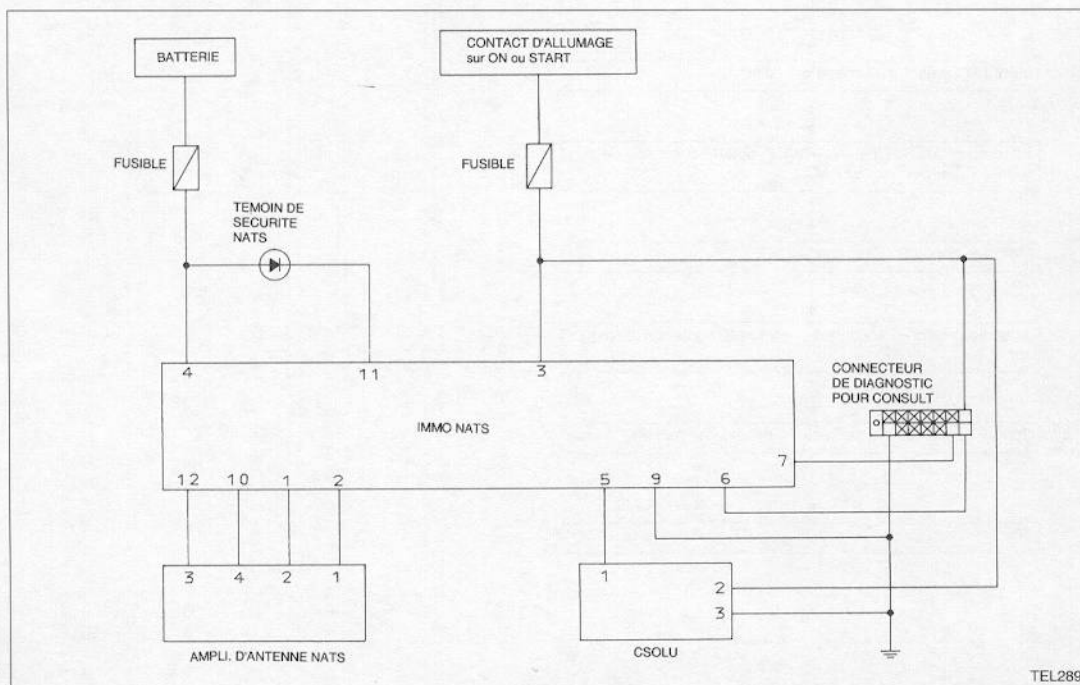 BATTERIE
CONTACT D'ALLUMAGE
sur ON ou START
FUSIBLE
FUSIBLE
TEMOIN DE
SECURITE
NATS
4
11
3
CONNECTEUR
DE DIAGNOSTIC
POUR CONSULT
IMMO NATS
7
12
10
1
2
5
9
6
3
4
2
1
1
2
3
AMPLI. D'ANTENNE NATS
CSOLU
TEL289